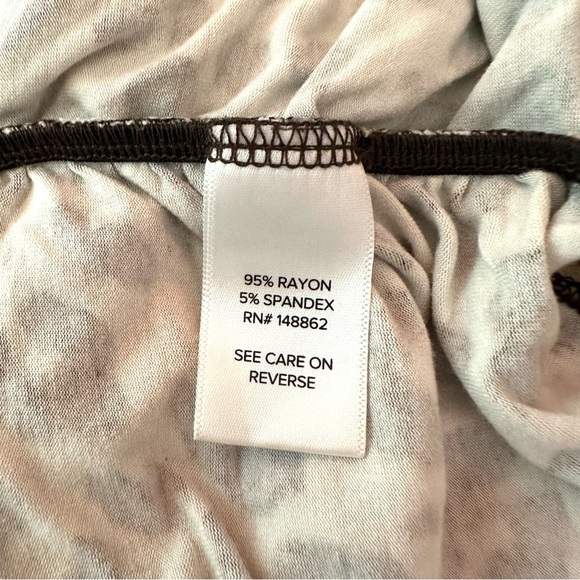 95% RAYON
5% SPANDEX
RN# 148862
SEE CARE ON
REVERSE